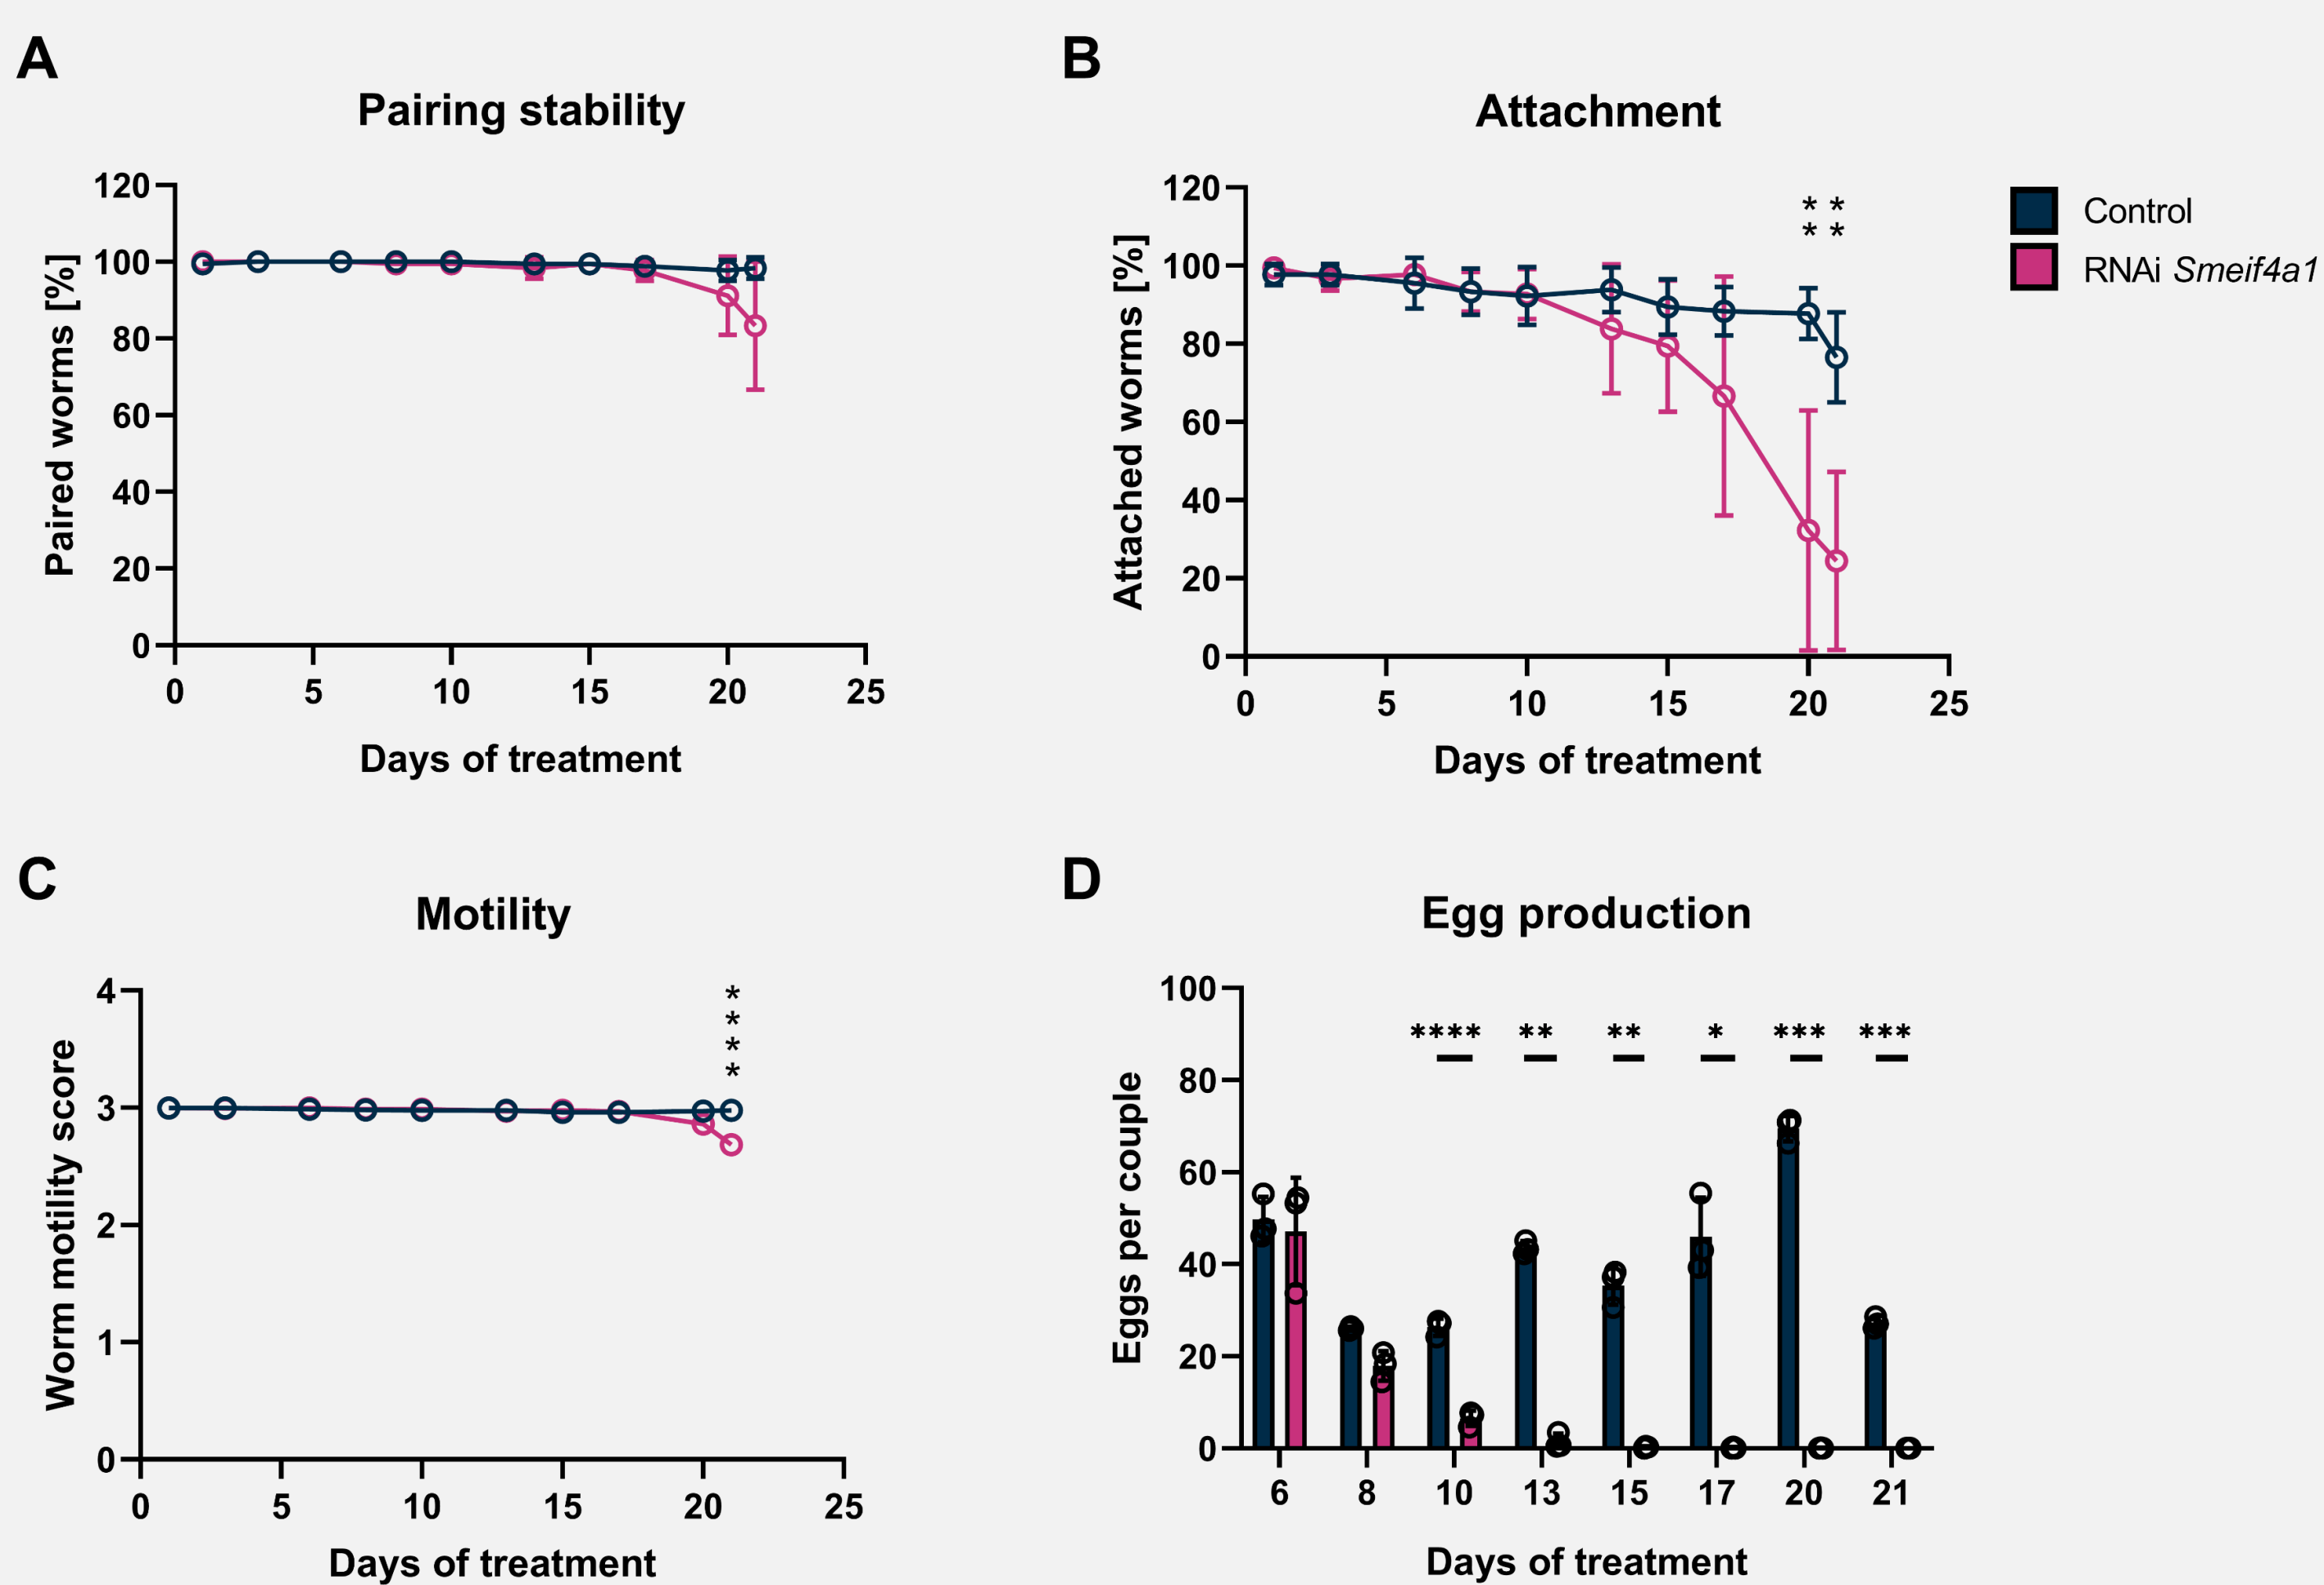 A
Pairing stability
Paired worms [%]
120
100
80
60
40
20
0
0 5 10 15 20 25
Days of treatment
B
Attachment
Attached worms [%]
120
100
80
60
40
20
0
* *
* *
0 5 10 15 20 25
Days of treatment
Control
RNAi Smeif4a1
C
Motility
Worm motility score
4
3
2
1
0
*
*
*
*
0 5 10 15 20 25
Days of treatment
D
Egg production
Eggs per couple
100
80
60
40
20
0
**** ** ** * *** ***
6 8 10 13 15 17 20 21
Days of treatment